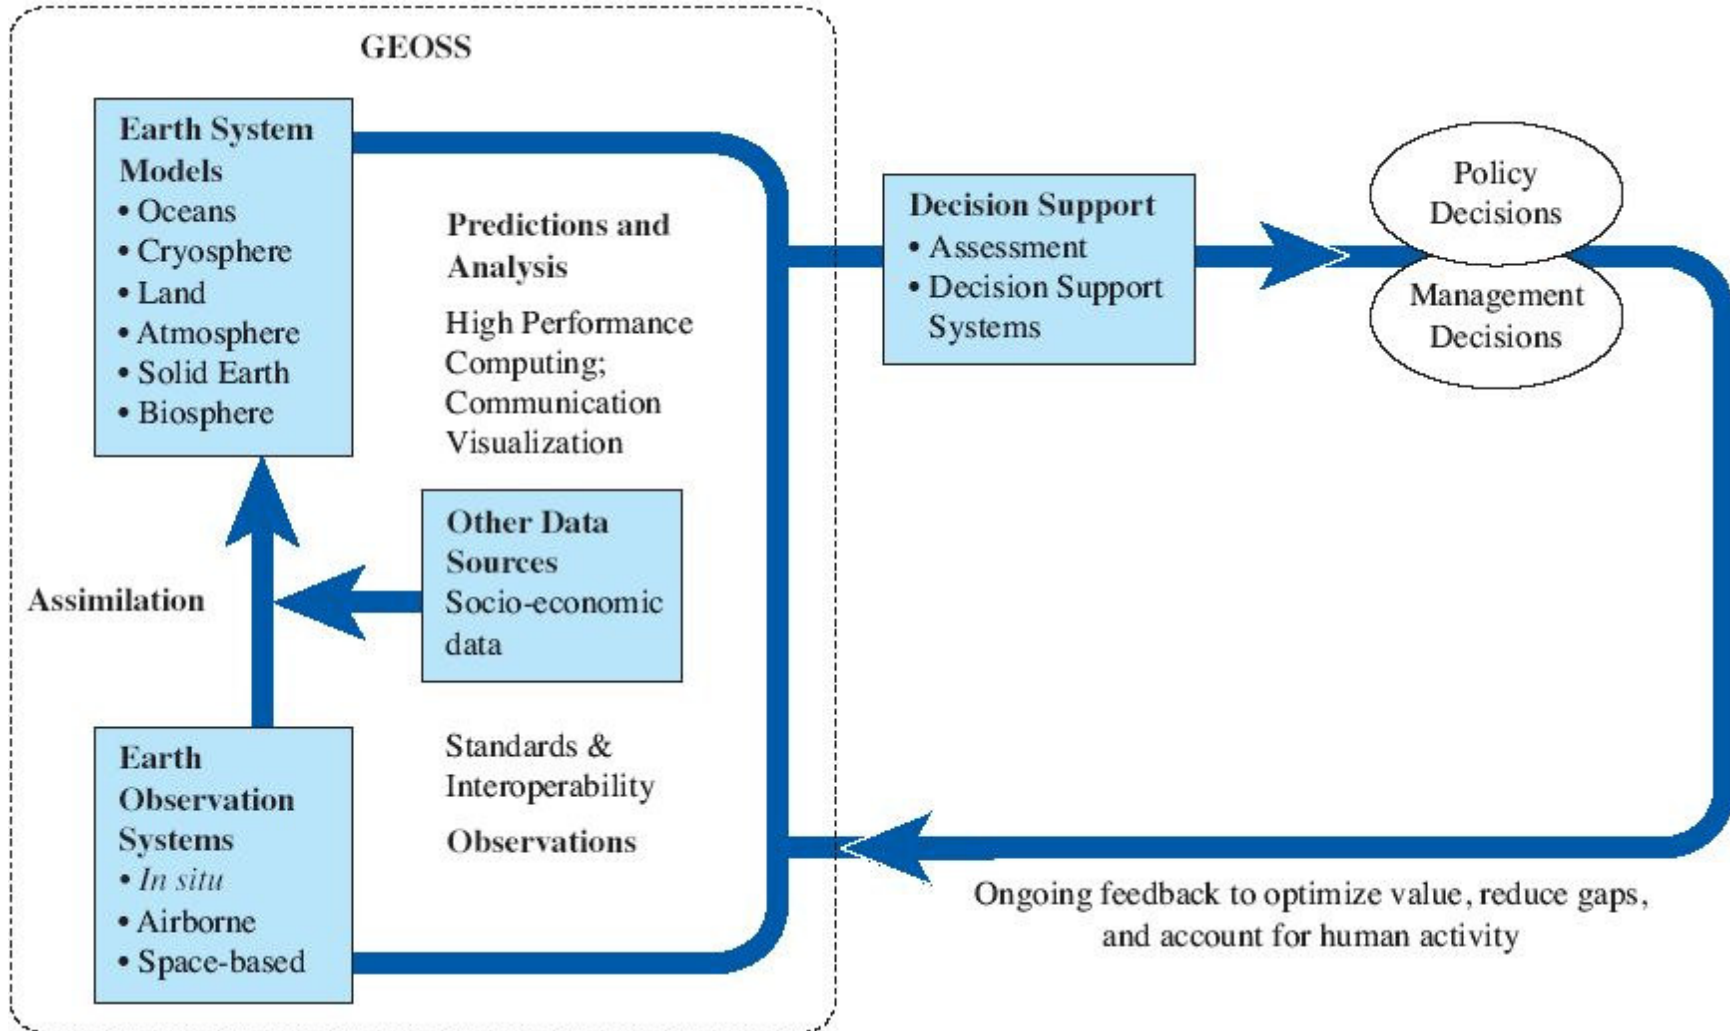 GEOSS
Earth System
Models
• Oceans
• Cryosphere
• Land
• Atmosphere
• Solid Earth
• Biosphere
Predictions and
Analysis
High Performance
Computing;
Communication
Visualization
Other Data
Sources
Socio-economic
data
Assimilation
Earth
Observation
Systems
• In situ
• Airborne
• Space-based
Standards &
Interoperability
Observations
Decision Support
• Assessment
• Decision Support
Systems
Policy
Decisions
Management
Decisions
Ongoing feedback to optimize value, reduce gaps,
and account for human activity